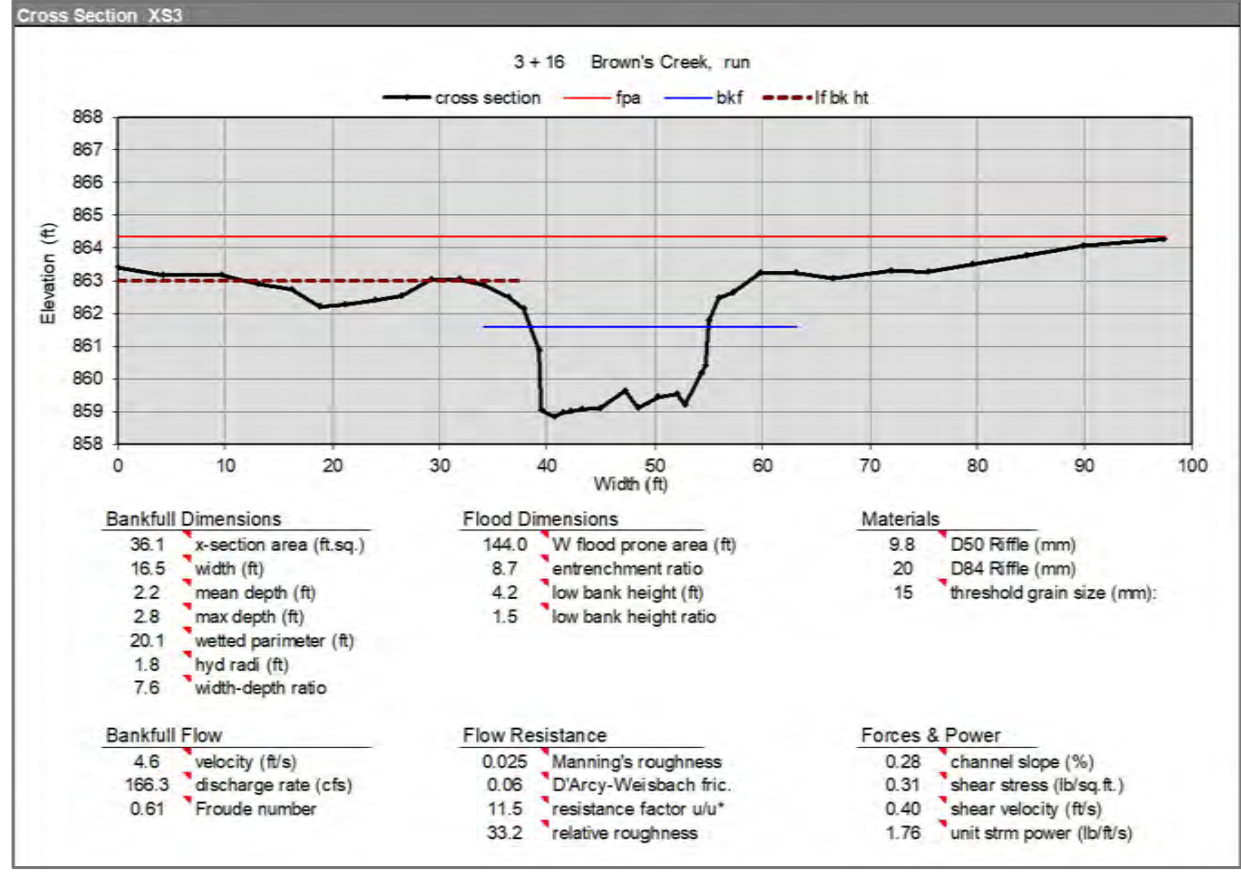 Cross Section XS3
3 + 16 Brown's Creek, run
cross section fpa bkf lf bk ht
868
867
866
865
864
863
862
861
860
859
858
Elevation (ft)
0 10 20 30 40 50 60 70 80 90 100
Width (ft)
Bankfull Dimensions
36.1 x-section area (ft.sq.)
16.5 width (ft)
2.2 mean depth (ft)
2.8 max depth (ft)
20.1 wetted parimeter (ft)
1.8 hyd radi (ft)
7.6 width-depth ratio
Flood Dimensions
144.0 W flood prone area (ft)
8.7 entrenchment ratio
4.2 low bank height (ft)
1.5 low bank height ratio
Materials
9.8 D50 Riffle (mm)
20 D84 Riffle (mm)
15 threshold grain size (mm):
Bankfull Flow
4.6 velocity (ft/s)
166.3 discharge rate (cfs)
0.61 Froude number
Flow Resistance
0.025 Manning's roughness
0.06 D'Arcy-Weisbach fric.
11.5 resistance factor u/u*
33.2 relative roughness
Forces & Power
0.28 channel slope (%)
0.31 shear stress (lb/sq.ft.)
0.40 shear velocity (ft/s)
1.76 unit strm power (lb/ft/s)